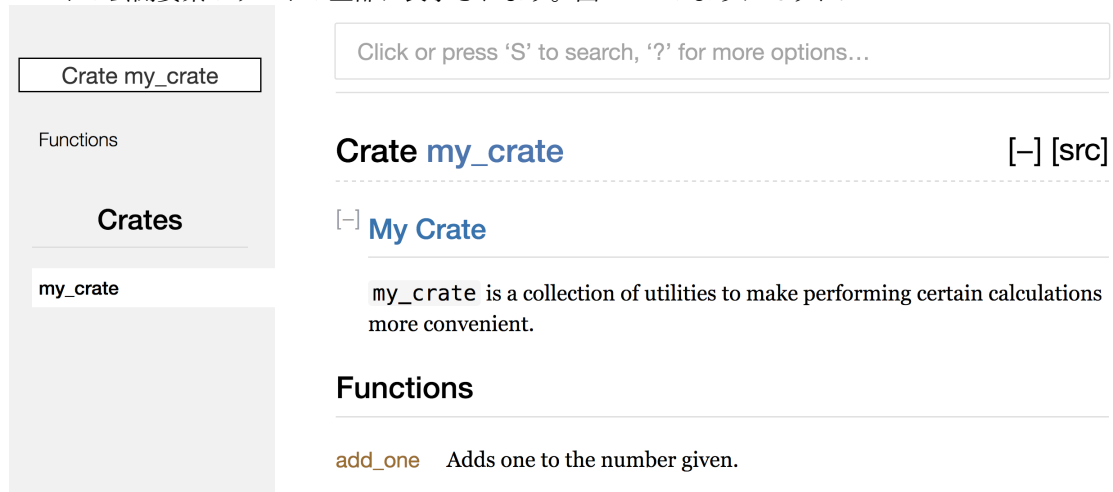 Crate my_crate
Functions
Crates
my_crate
Click or press ‘S’ to search, ‘?’ for more options…
Crate my_crate [–] [src]
[–] My Crate
my_crate is a collection of utilities to make performing certain calculations
more convenient.
Functions
add_one Adds one to the number given.